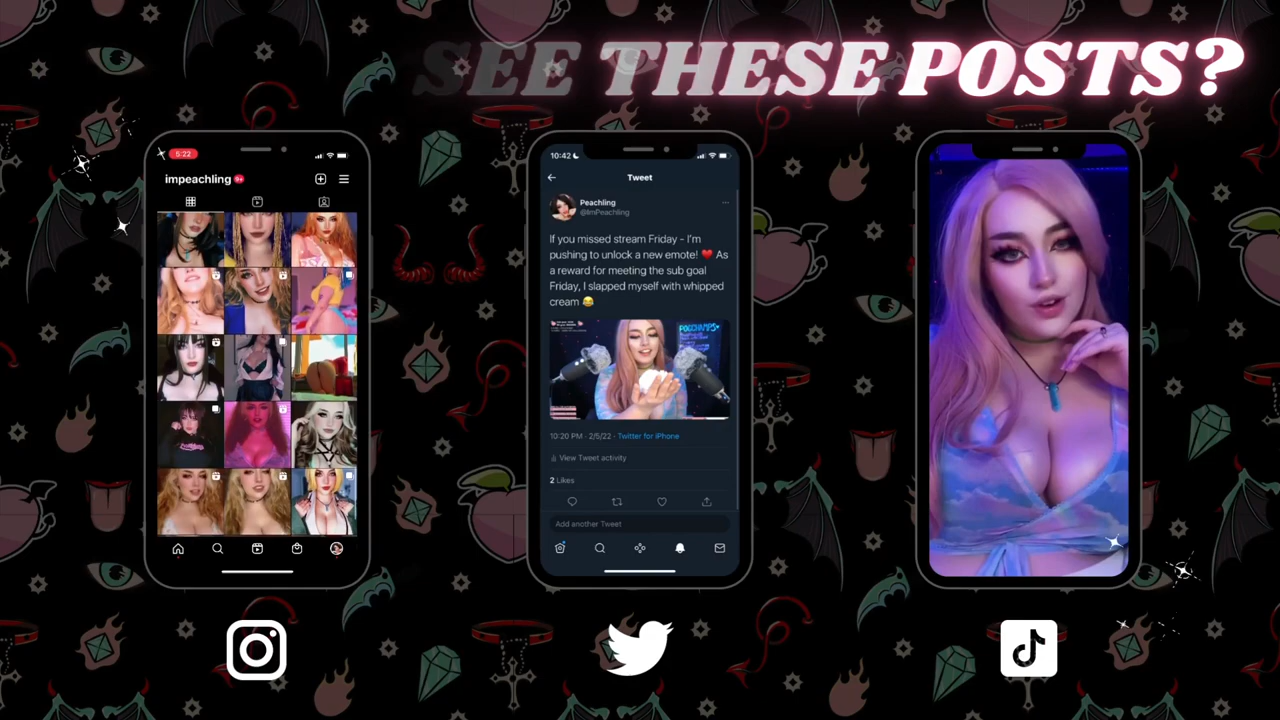 SEE THESE POSTS?
5:22
impeachling 9+
10:42
Tweet
Peachling
@ImPeachling
If you missed stream Friday - I'm
pushing to unlock a new emote! ❤️ As
a reward for meeting the sub goal
Friday, I slapped myself with whipped
cream 😂
POGCHAMPS
10:20 PM · 2/5/22 · Twitter for iPhone
View Tweet activity
2 Likes
Add another Tweet